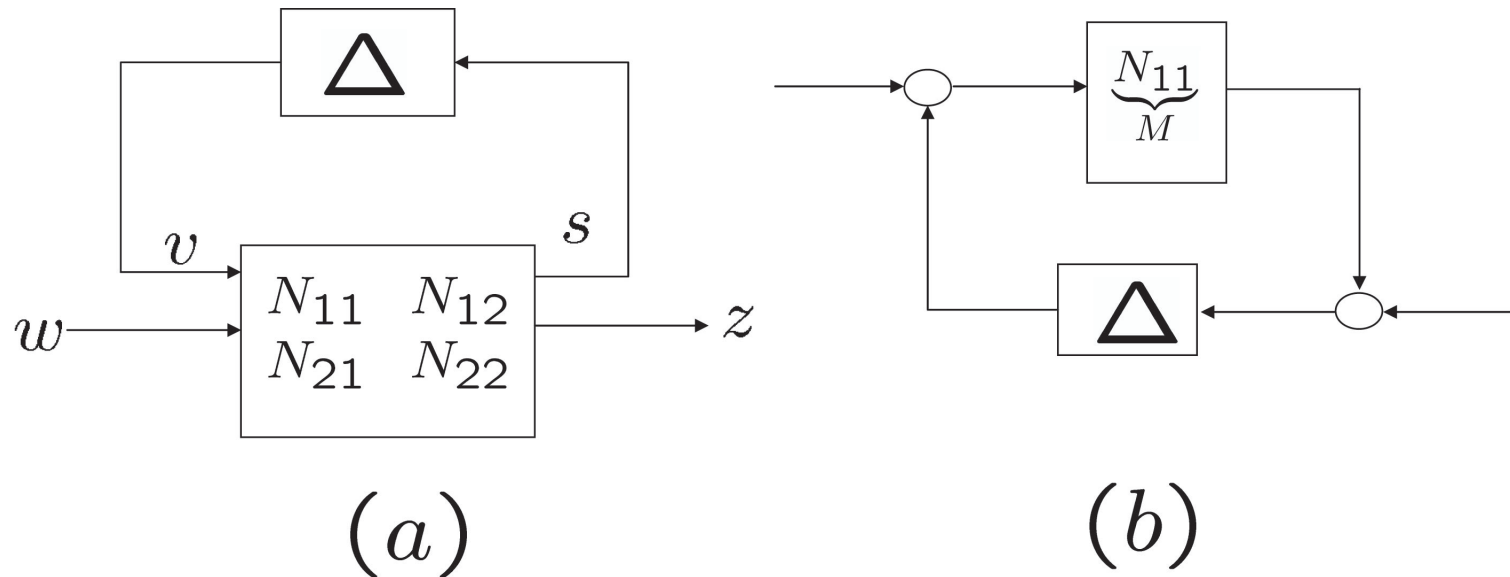 Δ
v
s
w
N₁₁ N₁₂
z
N₂₁ N₂₂
(a)
N₁₁
M
Δ
(b)